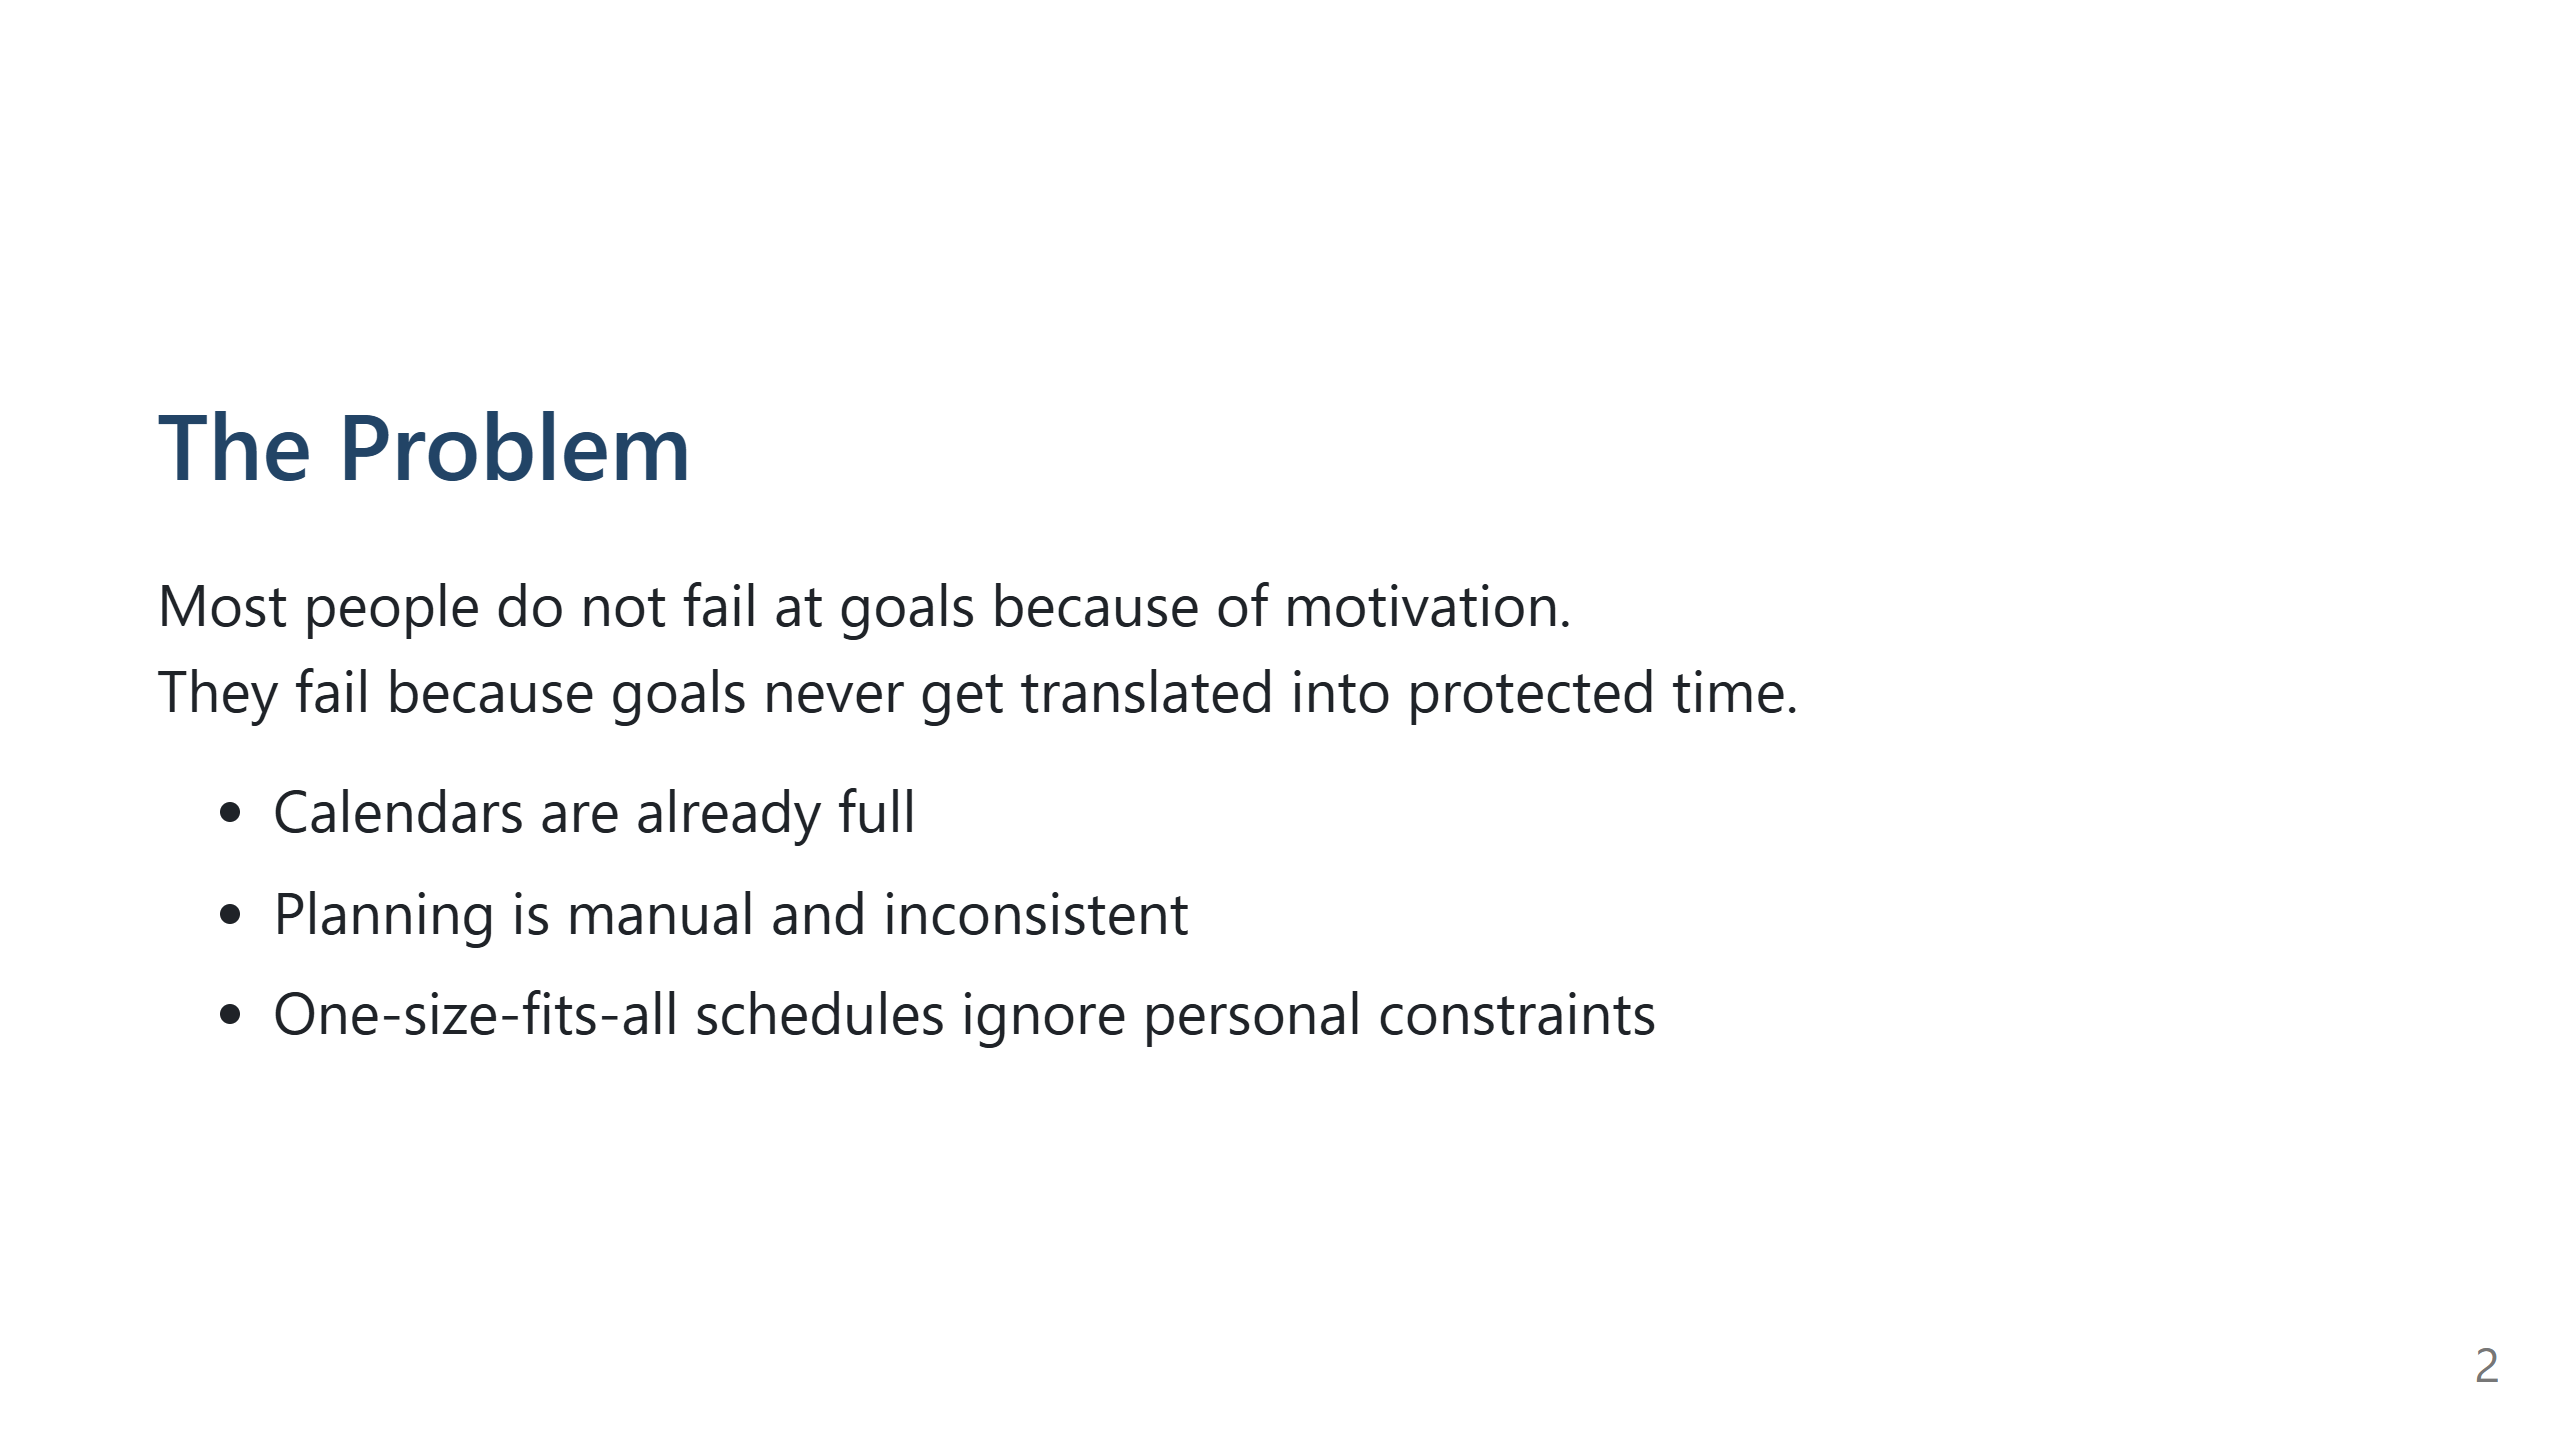 The Problem
Most people do not fail at goals because of motivation.
They fail because goals never get translated into protected time.
• Calendars are already full
• Planning is manual and inconsistent
• One-size-fits-all schedules ignore personal constraints
2